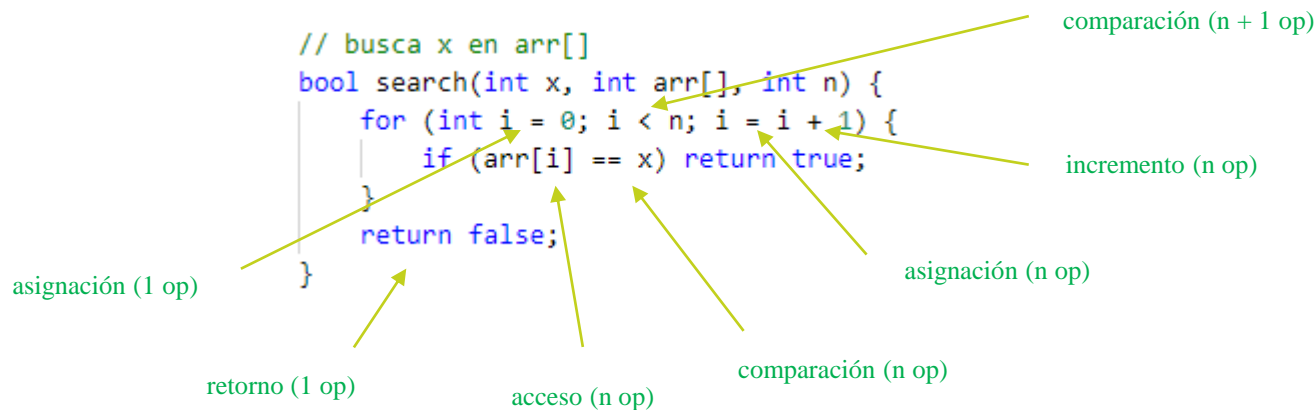 comparación (n + 1 op)
// busca x en arr[]
bool search(int x, int arr[], int n) {
for (int i = 0; i < n; i = i + 1) {
if (arr[i] == x) return true;
incremento (n op)
}
return false;
}
asignación (1 op)
asignación (n op)
retorno (1 op)
acceso (n op)
comparación (n op)